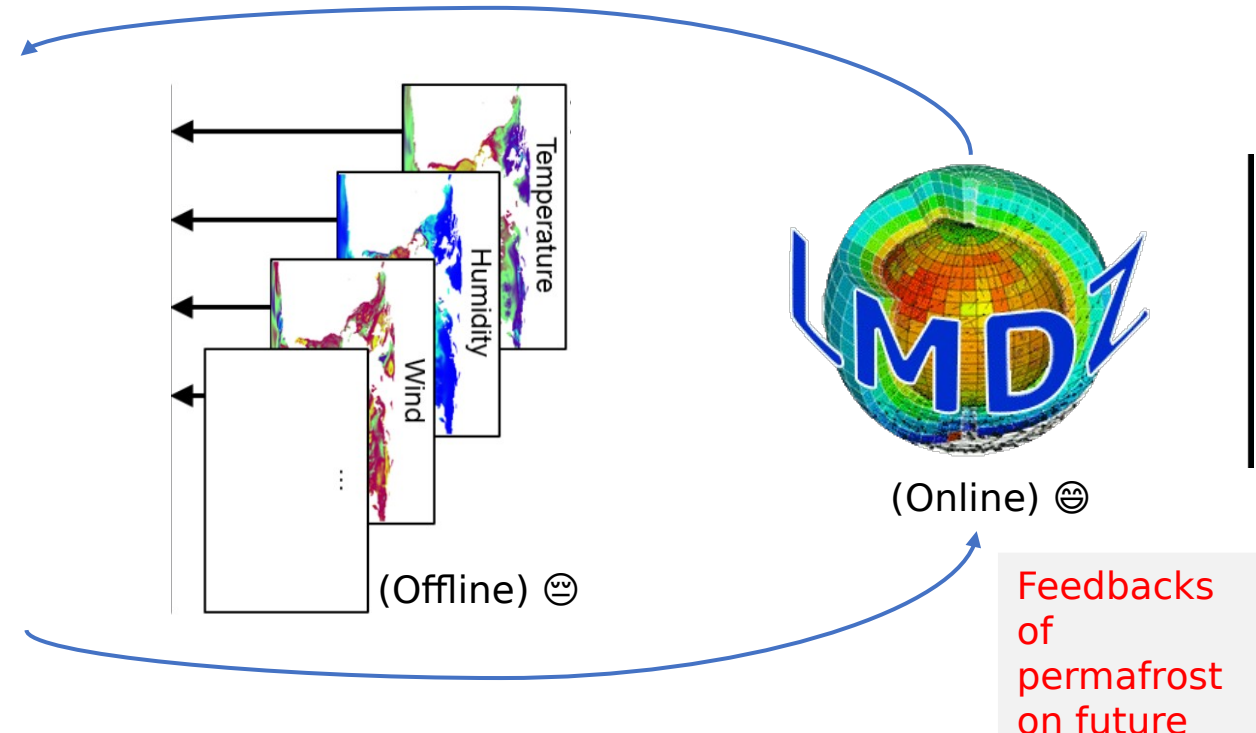 Temperature
Humidity
Wind
...
(Offline) 😔
LMDZ
(Online) 😄
Feedbacks
of
permafrost
on future